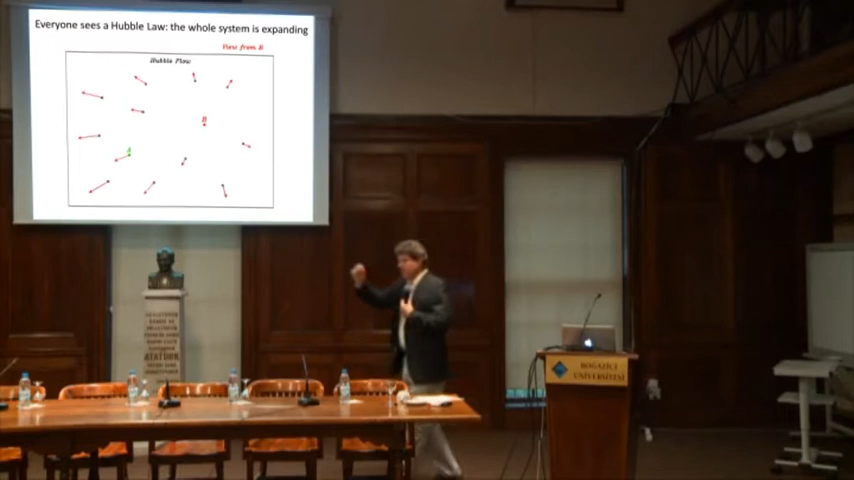 Everyone sees a Hubble Law: the whole system is expanding
View from B
Hubble Flow
B
A
ATATÜRK
BOĞAZİÇİ
ÜNİVERSİTESİ